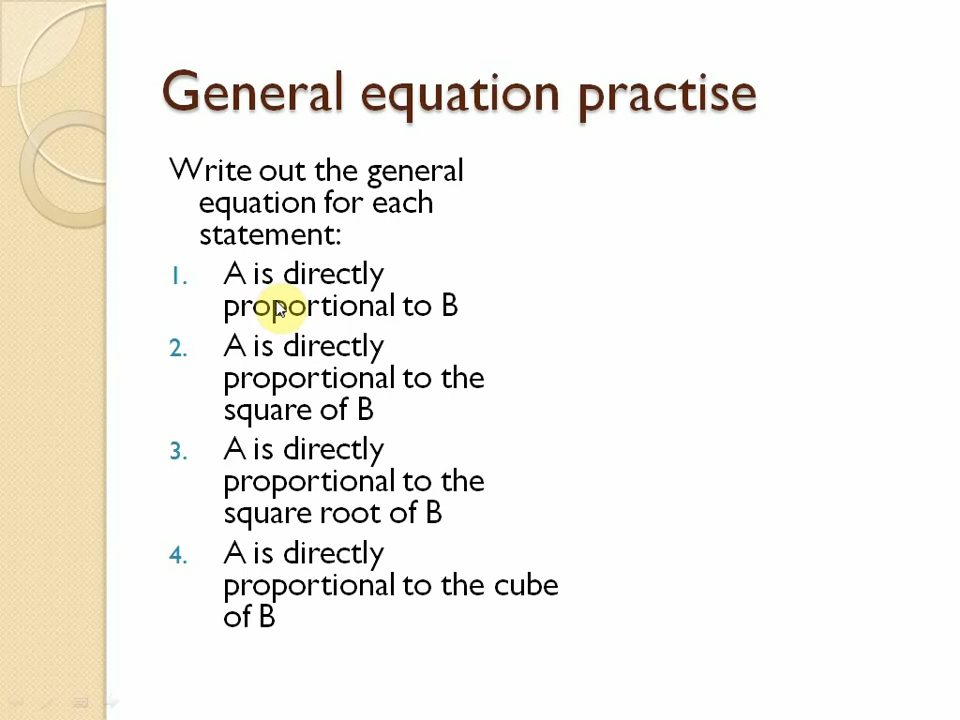 General equation practise
Write out the general
equation for each
statement:
1. A is directly
proportional to B
2. A is directly
proportional to the
square of B
3. A is directly
proportional to the
square root of B
4. A is directly
proportional to the cube
of B